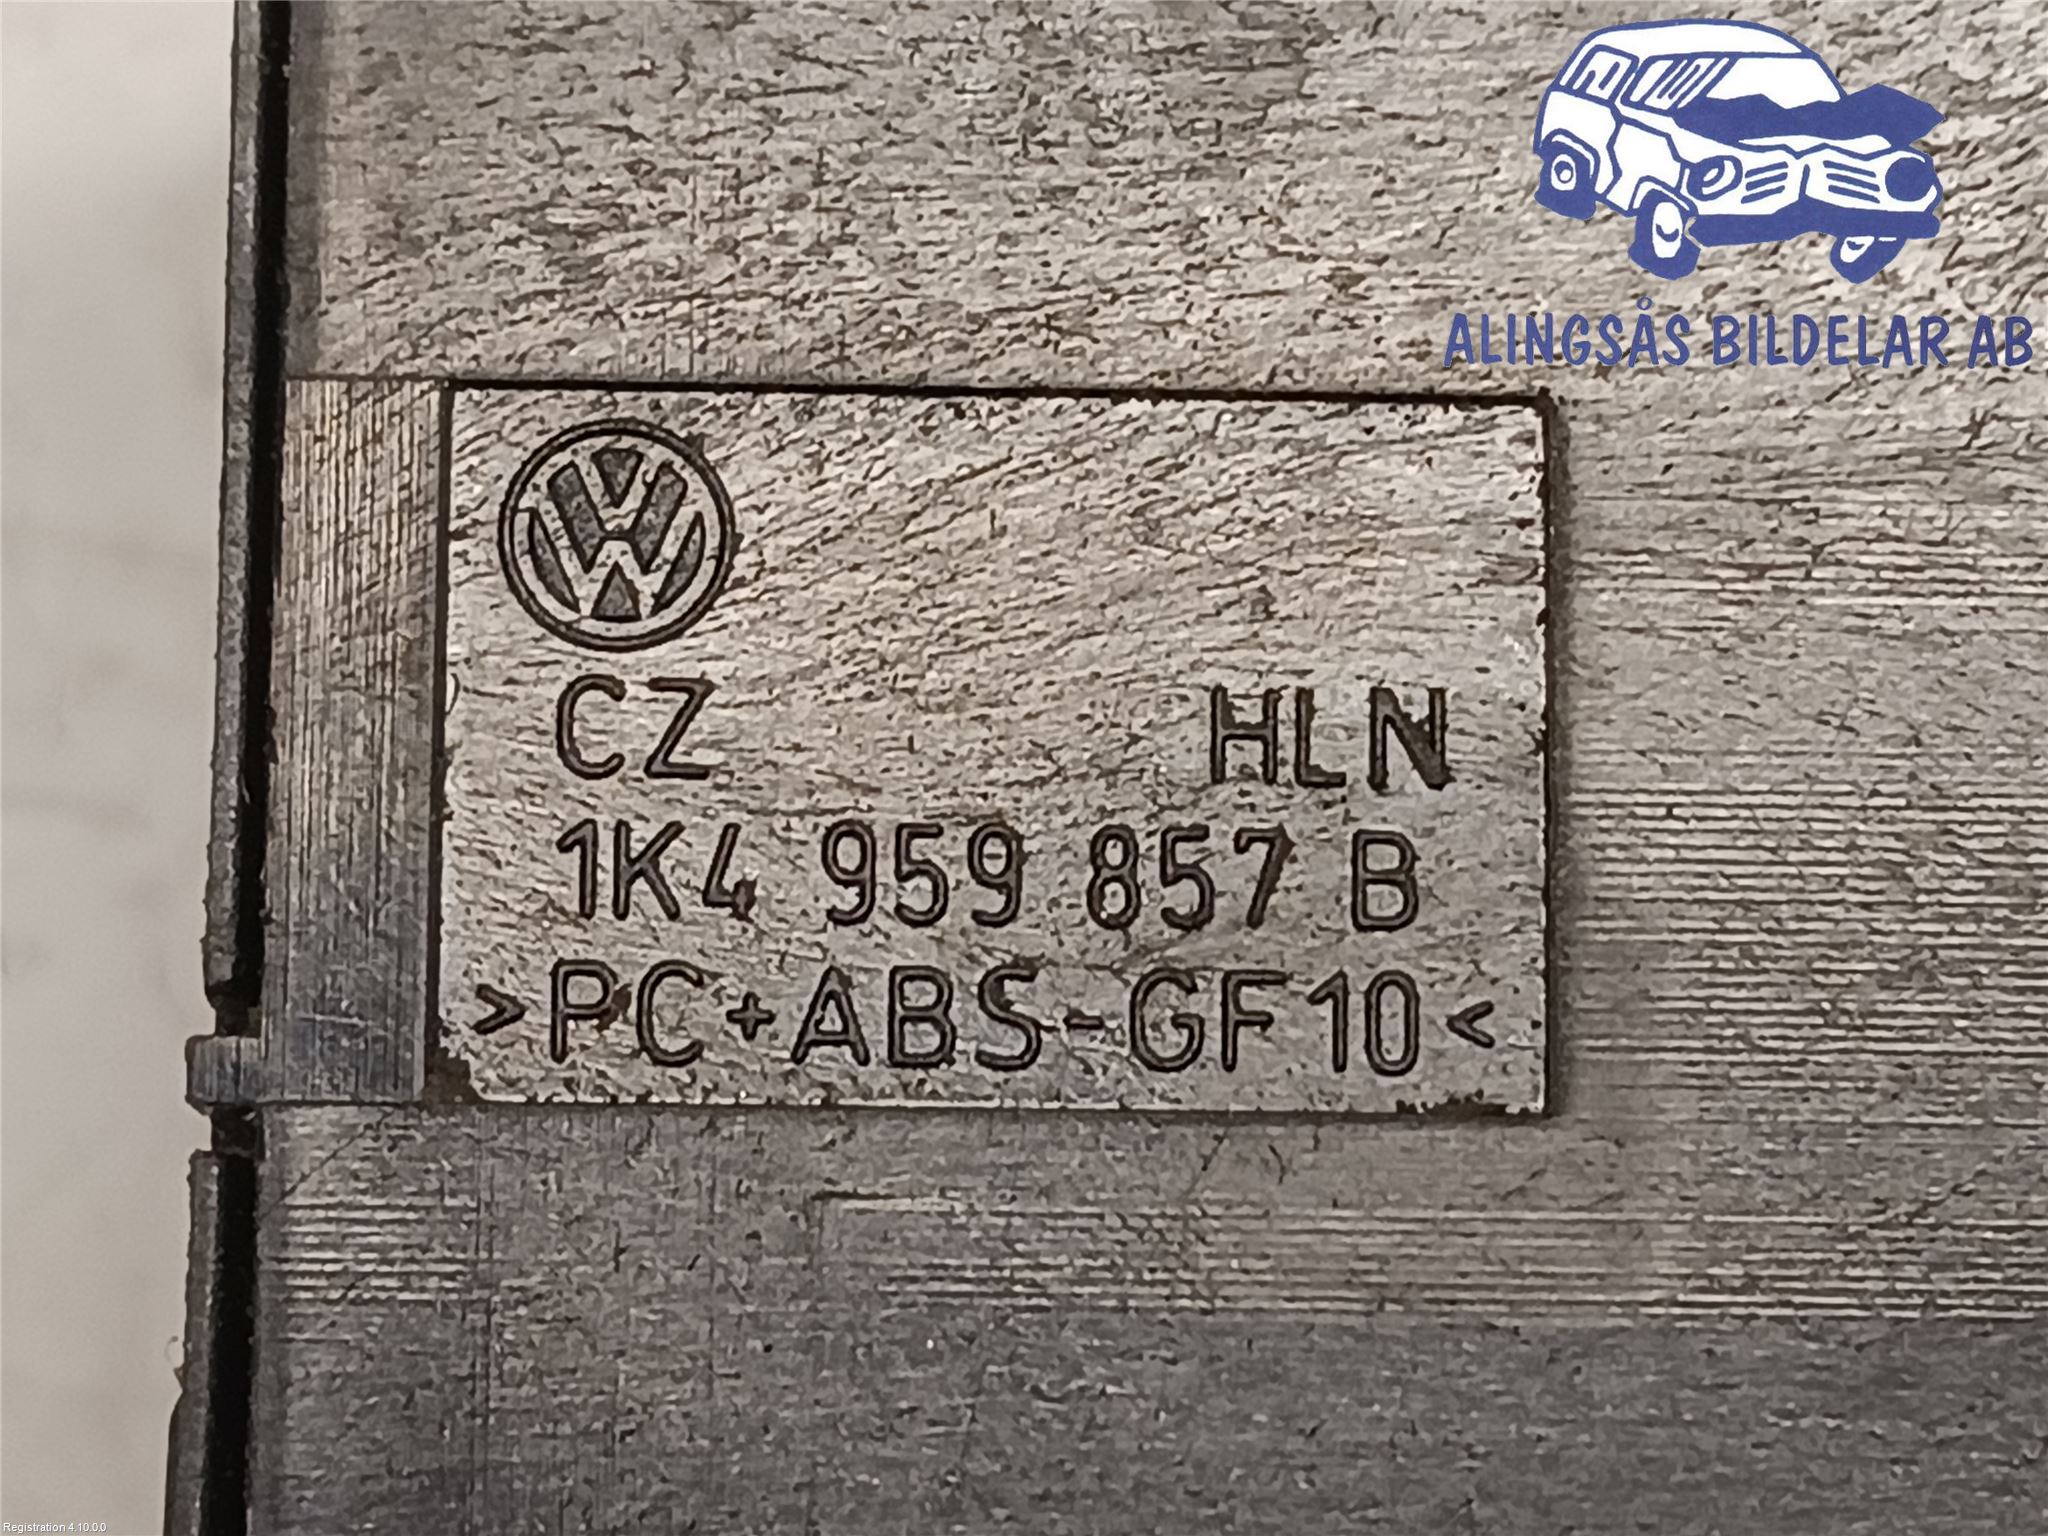 ALINGSÅS BILDELAR AB
CZ HLN
1K4 959 857 B
>PC+ABS-GF10<
Registration 4.10.0.0